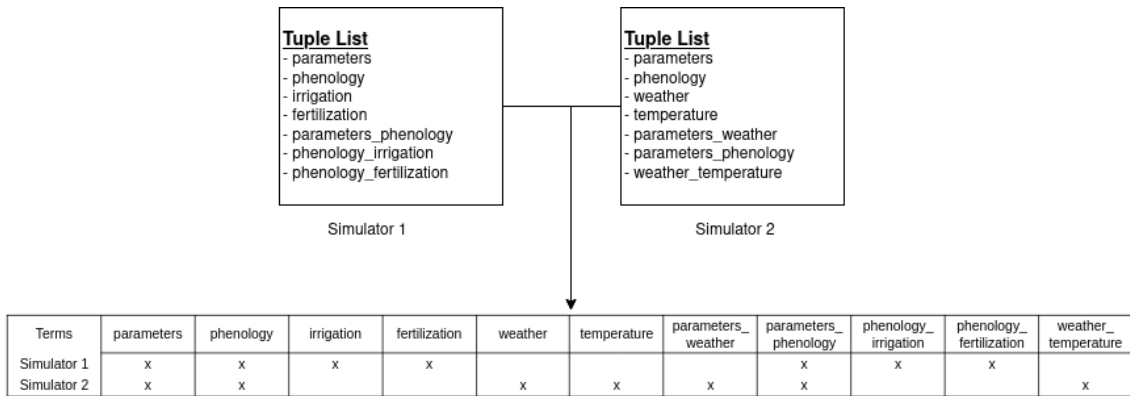 Tuple List
- parameters
- phenology
- irrigation
- fertilization
- parameters_phenology
- phenology_irrigation
- phenology_fertilization
Simulator 1
Tuple List
- parameters
- phenology
- weather
- temperature
- parameters_weather
- parameters_phenology
- weather_temperature
Simulator 2
Terms parameters phenology irrigation fertilization weather temperature parameters_ parameters_ phenology_ phenology_ weather_
weather phenology irrigation fertilization temperature
Simulator 1 x x x x x x x
Simulator 2 x x x x x x x